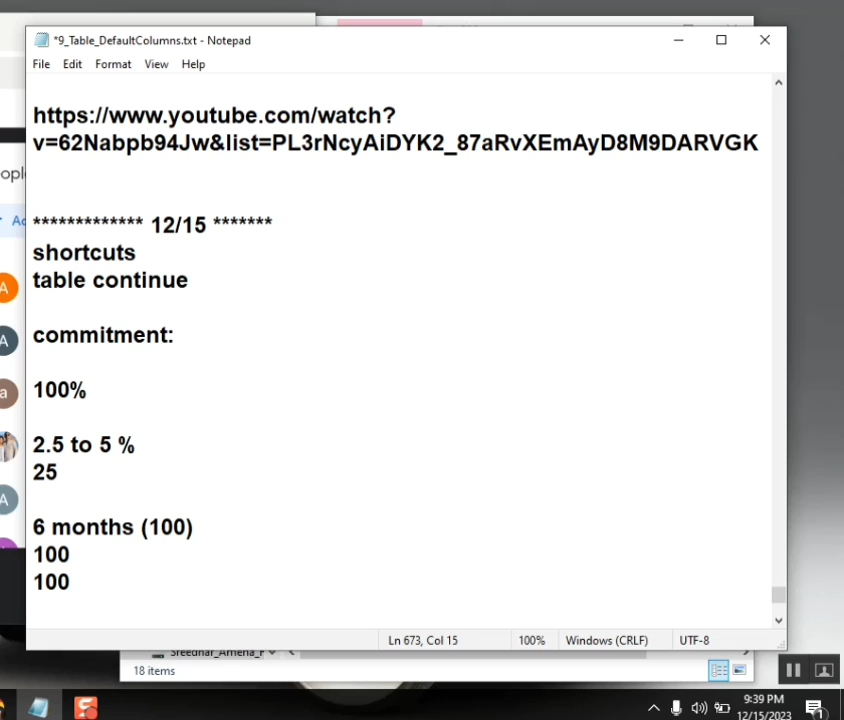 *9_Table_DefaultColumns.txt - Notepad
File Edit Format View Help
https://www.youtube.com/watch?
v=62Nabpb94Jw&list=PL3rNcyAiDYK2_87aRvXEmAyD8M9DARVGK
************* 12/15 *******
shortcuts
table continue
commitment:
100%
2.5 to 5 %
25
6 months (100)
100
100
Ln 673, Col 15 100% Windows (CRLF) UTF-8
18 items
9:39 PM
12/15/2023
A
A
a
A
1